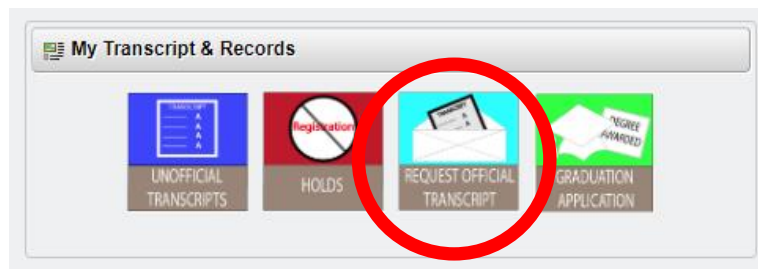 My Transcript & Records
TRANSCRIPT
A
A
A
A
UNOFFICIAL
TRANSCRIPTS
Registration
HOLDS
TRANSCRIPT
A
A
A
REQUEST OFFICIAL
TRANSCRIPT
DEGREE
AWARDED
GRADUATION
APPLICATION